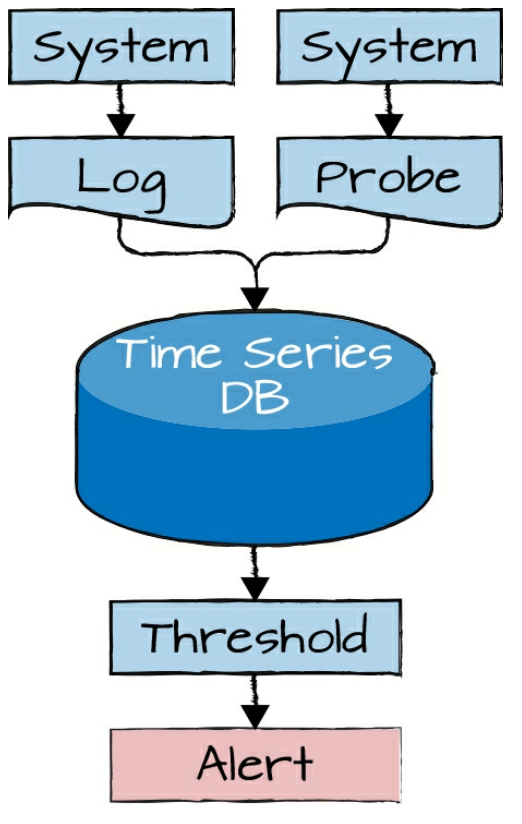 System
System
Log
Probe
Time Series
DB
Threshold
Alert